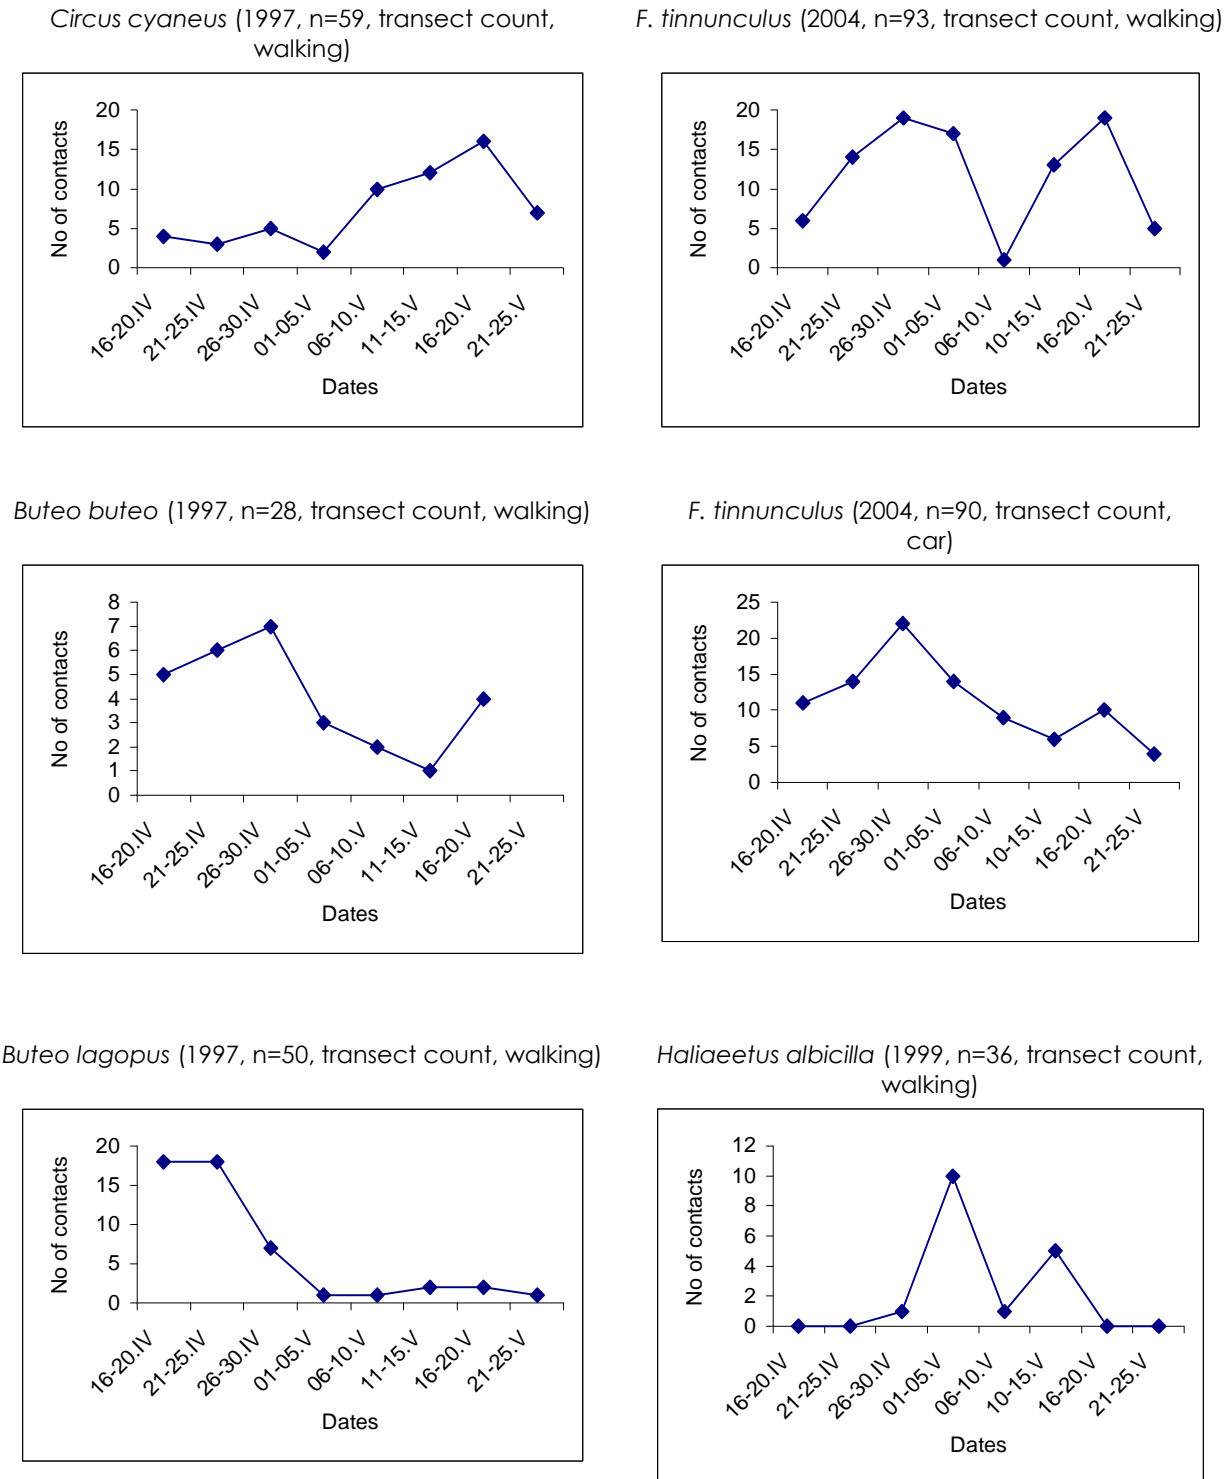 Circus cyaneus (1997, n=59, transect count,
walking)
20
15
10
5
0
No of contacts
16-20.IV
21-25.IV
26-30.IV
01-05.V
06-10.V
11-15.V
16-20.V
21-25.V
Dates
F. tinnunculus (2004, n=93, transect count, walking)
20
15
10
5
0
No of contacts
16-20.IV
21-25.IV
26-30.IV
01-05.V
06-10.V
10-15.V
16-20.V
21-25.V
Dates
Buteo buteo (1997, n=28, transect count, walking)
8
7
6
5
4
3
2
1
0
No of contacts
16-20.IV
21-25.IV
26-30.IV
01-05.V
06-10.V
11-15.V
16-20.V
21-25.V
Dates
F. tinnunculus (2004, n=90, transect count,
car)
25
20
15
10
5
0
No of contacts
16-20.IV
21-25.IV
26-30.IV
01-05.V
06-10.V
10-15.V
16-20.V
21-25.V
Dates
Buteo lagopus (1997, n=50, transect count, walking)
20
15
10
5
0
No of contacts
16-20.IV
21-25.IV
26-30.IV
01-05.V
06-10.V
11-15.V
16-20.V
21-25.V
Dates
Haliaeetus albicilla (1999, n=36, transect count,
walking)
12
10
8
6
4
2
0
No of contacts
16-20.IV
21-25.IV
26-30.IV
01-05.V
06-10.V
10-15.V
16-20.V
21-25.V
Dates